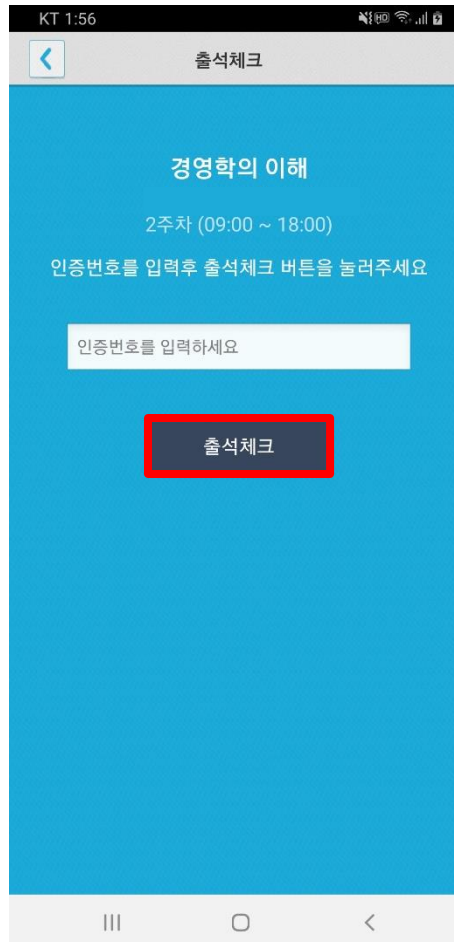 KT 1:56
HD
출석체크
경영학의 이해
2주차 (09:00 ~ 18:00)
인증번호를 입력후 출석체크 버튼을 눌러주세요
인증번호를 입력하세요
출석체크